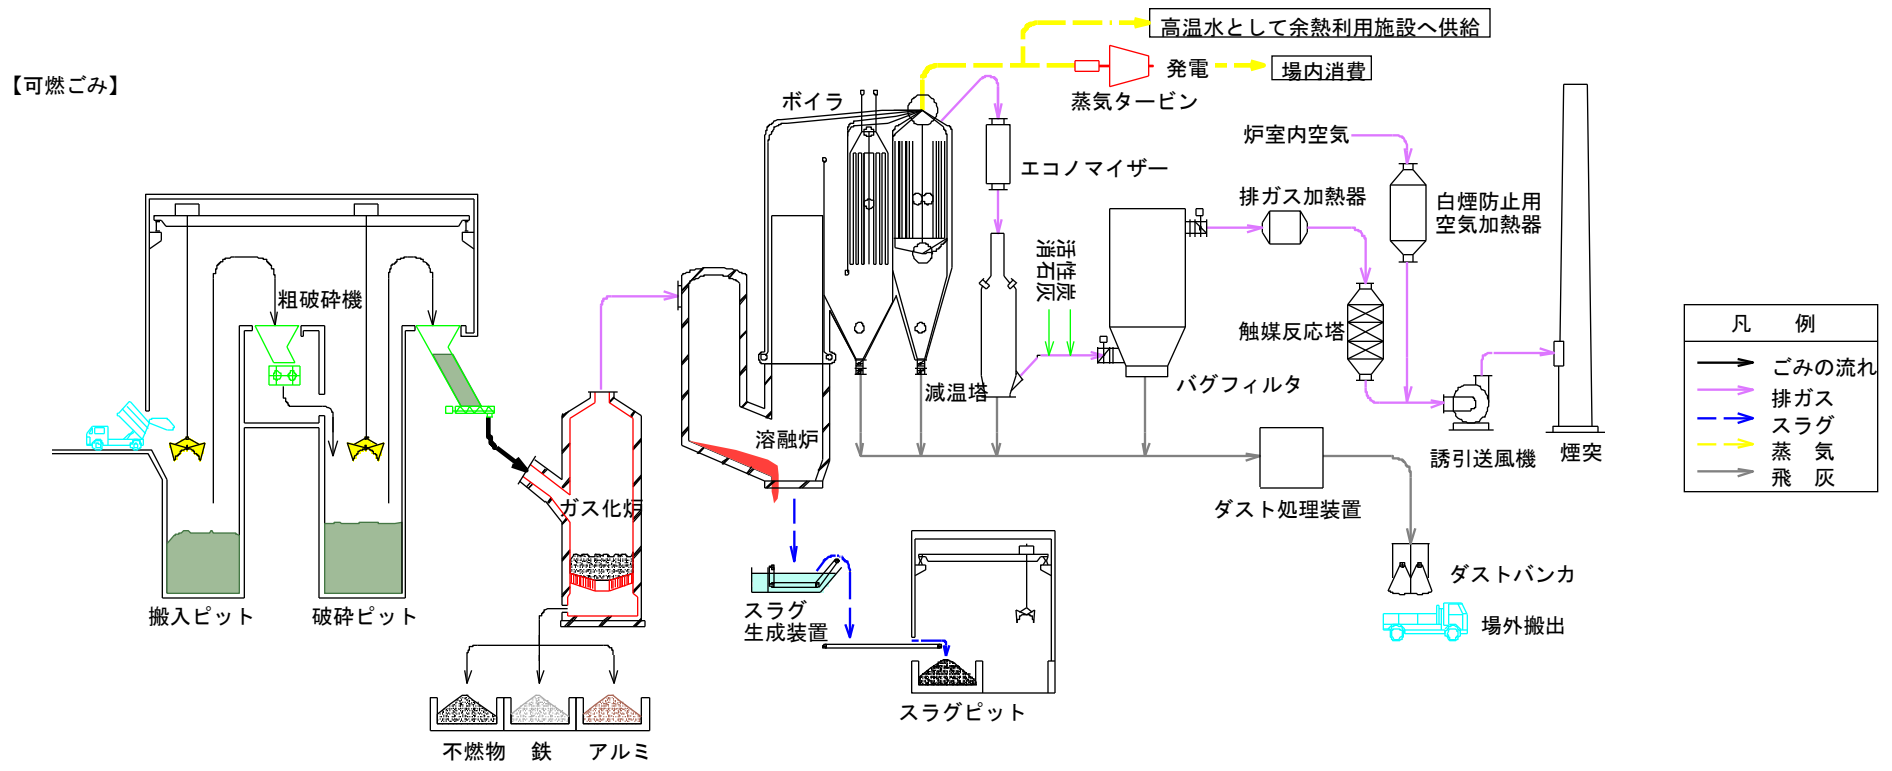 【可燃ごみ】
高温水として余熱利用施設へ供給
発電
場内消費
蒸気タービン
ボイラ
エコノマイザー
炉室内空気
排ガス加熱器
白煙防止用
空気加熱器
消石灰
活性炭
粗破砕機
触媒反応塔
バグフィルタ
減温塔
溶融炉
ガス化炉
誘引送風機
煙突
ダスト処理装置
ダストバンカ
場外搬出
搬入ピット
破砕ピット
スラグ
生成装置
スラグピット
不燃物
鉄
アルミ
凡 例
ごみの流れ
排ガス
スラグ
蒸 気
飛 灰